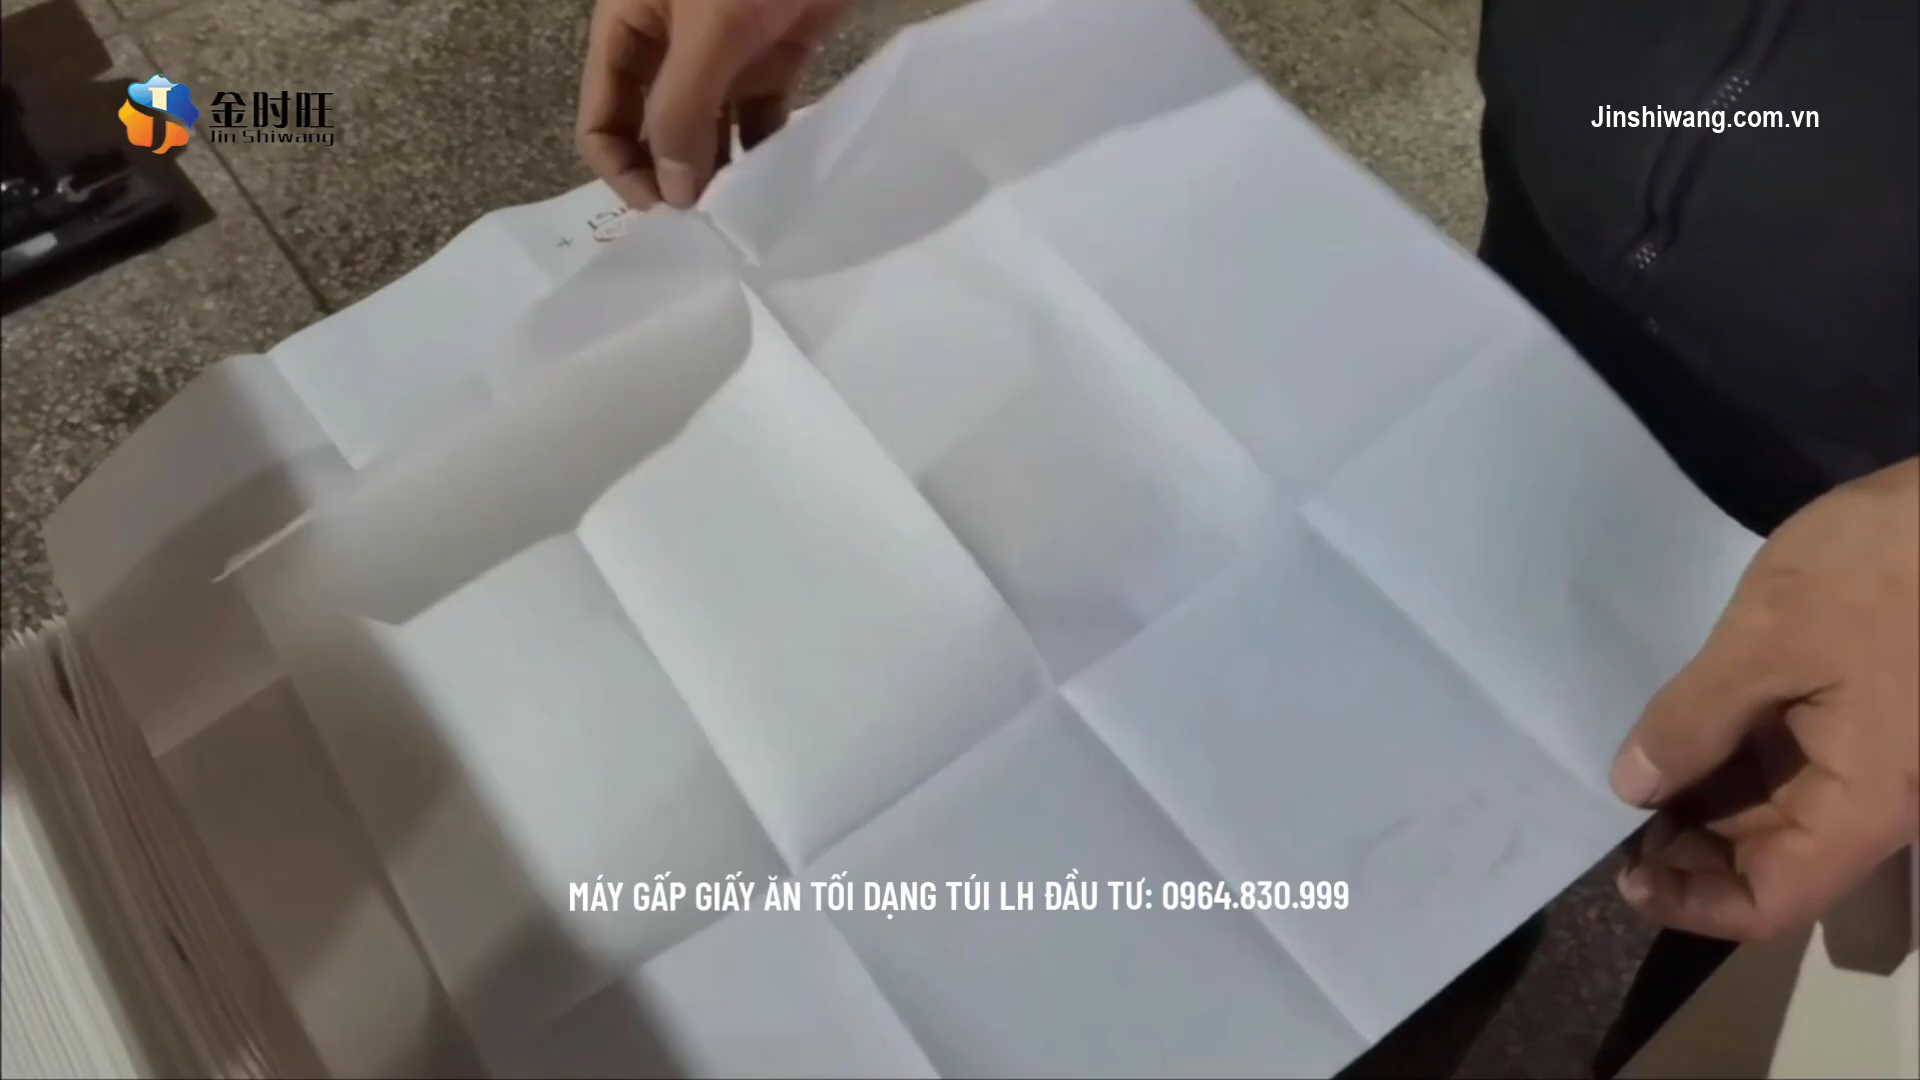 金时旺
Jin Shiwang
Jinshiwang.com.vn
MÁY GẤP GIẤY ĂN TỐI DẠNG TÚI LH ĐẦU TƯ: 0964.830.999